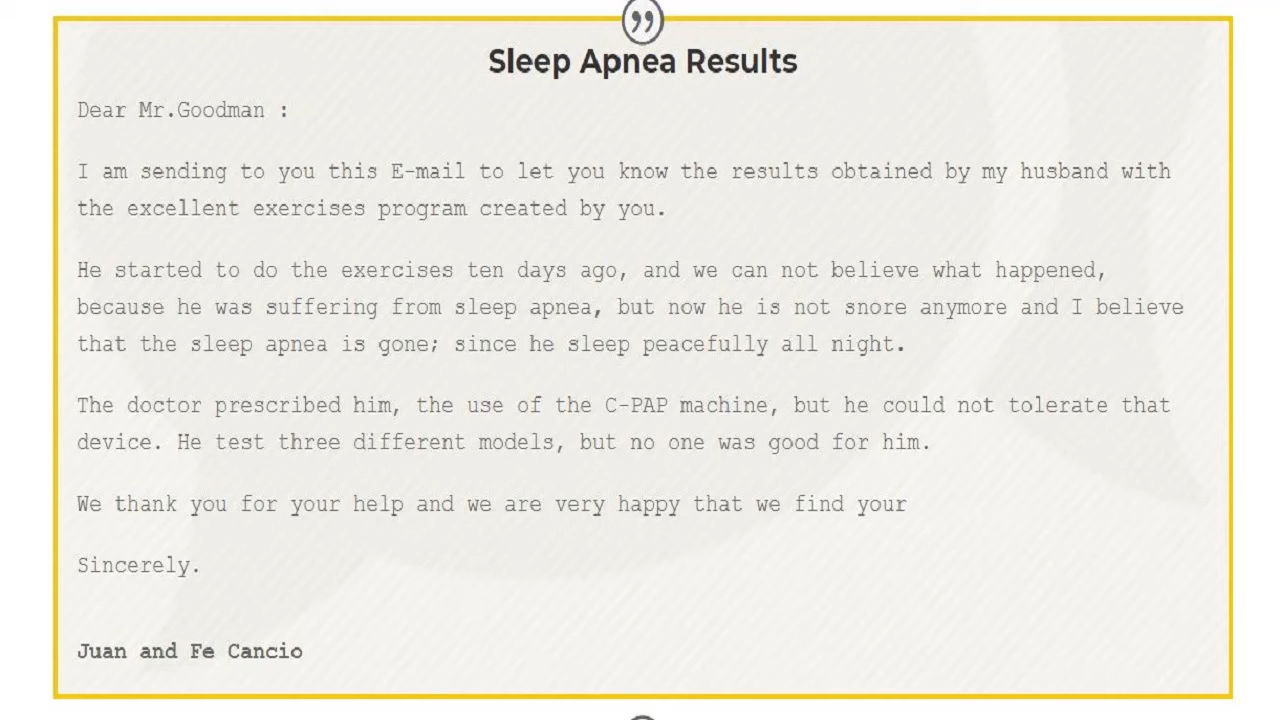 Sleep Apnea Results
Dear Mr.Goodman :
I am sending to you this E-mail to let you know the results obtained by my husband with
the excellent exercises program created by you.
He started to do the exercises ten days ago, and we can not believe what happened,
because he was suffering from sleep apnea, but now he is not snore anymore and I believe
that the sleep apnea is gone; since he sleep peacefully all night.
The doctor prescribed him, the use of the C-PAP machine, but he could not tolerate that
device. He test three different models, but no one was good for him.
We thank you for your help and we are very happy that we find your
Sincerely.
Juan and Fe Cancio